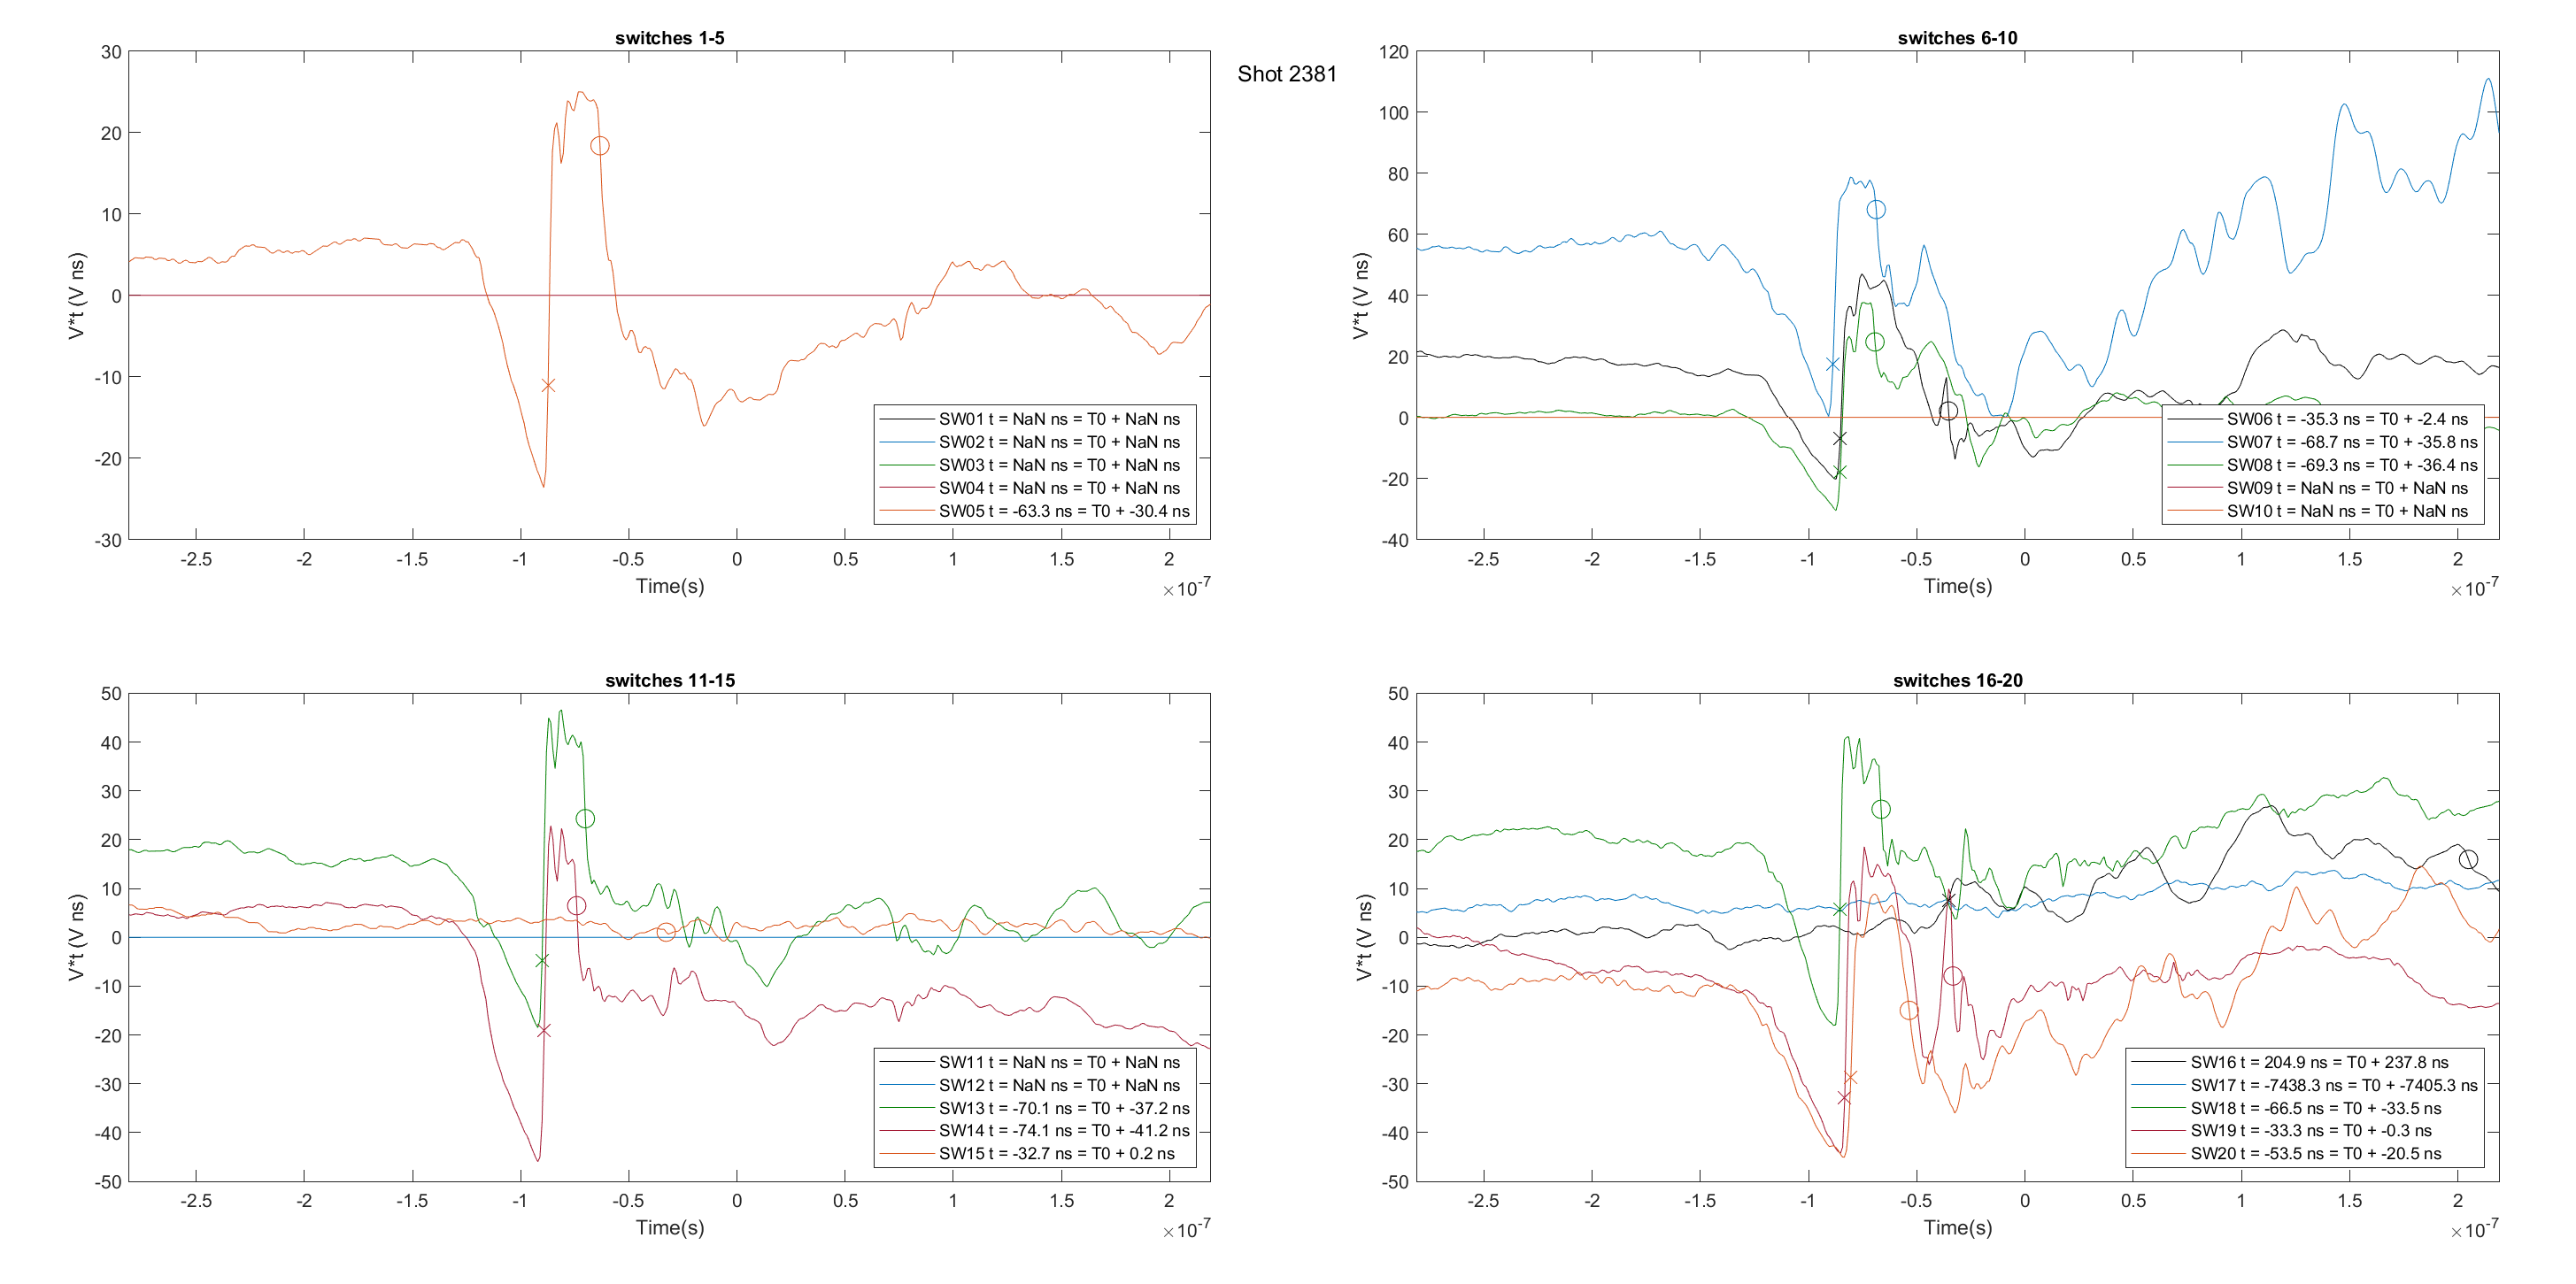 Shot 2381
switches 1-5
30
20
10
0
-10
-20
-30
V*t (V ns)
-2.5 -2 -1.5 -1 -0.5 0 0.5 1 1.5 2
Time(s)
×10-7
SW01 t = NaN ns = T0 + NaN ns
SW02 t = NaN ns = T0 + NaN ns
SW03 t = NaN ns = T0 + NaN ns
SW04 t = NaN ns = T0 + NaN ns
SW05 t = -63.3 ns = T0 + -30.4 ns
switches 6-10
120
100
80
60
40
20
0
-20
-40
V*t (V ns)
-2.5 -2 -1.5 -1 -0.5 0 0.5 1 1.5 2
Time(s)
×10-7
SW06 t = -35.3 ns = T0 + -2.4 ns
SW07 t = -68.7 ns = T0 + -35.8 ns
SW08 t = -69.3 ns = T0 + -36.4 ns
SW09 t = NaN ns = T0 + NaN ns
SW10 t = NaN ns = T0 + NaN ns
switches 11-15
50
40
30
20
10
0
-10
-20
-30
-40
-50
V*t (V ns)
-2.5 -2 -1.5 -1 -0.5 0 0.5 1 1.5 2
Time(s)
×10-7
SW11 t = NaN ns = T0 + NaN ns
SW12 t = NaN ns = T0 + NaN ns
SW13 t = -70.1 ns = T0 + -37.2 ns
SW14 t = -74.1 ns = T0 + -41.2 ns
SW15 t = -32.7 ns = T0 + 0.2 ns
switches 16-20
50
40
30
20
10
0
-10
-20
-30
-40
-50
V*t (V ns)
-2.5 -2 -1.5 -1 -0.5 0 0.5 1 1.5 2
Time(s)
×10-7
SW16 t = 204.9 ns = T0 + 237.8 ns
SW17 t = -7438.3 ns = T0 + -7405.3 ns
SW18 t = -66.5 ns = T0 + -33.5 ns
SW19 t = -33.3 ns = T0 + -0.3 ns
SW20 t = -53.5 ns = T0 + -20.5 ns